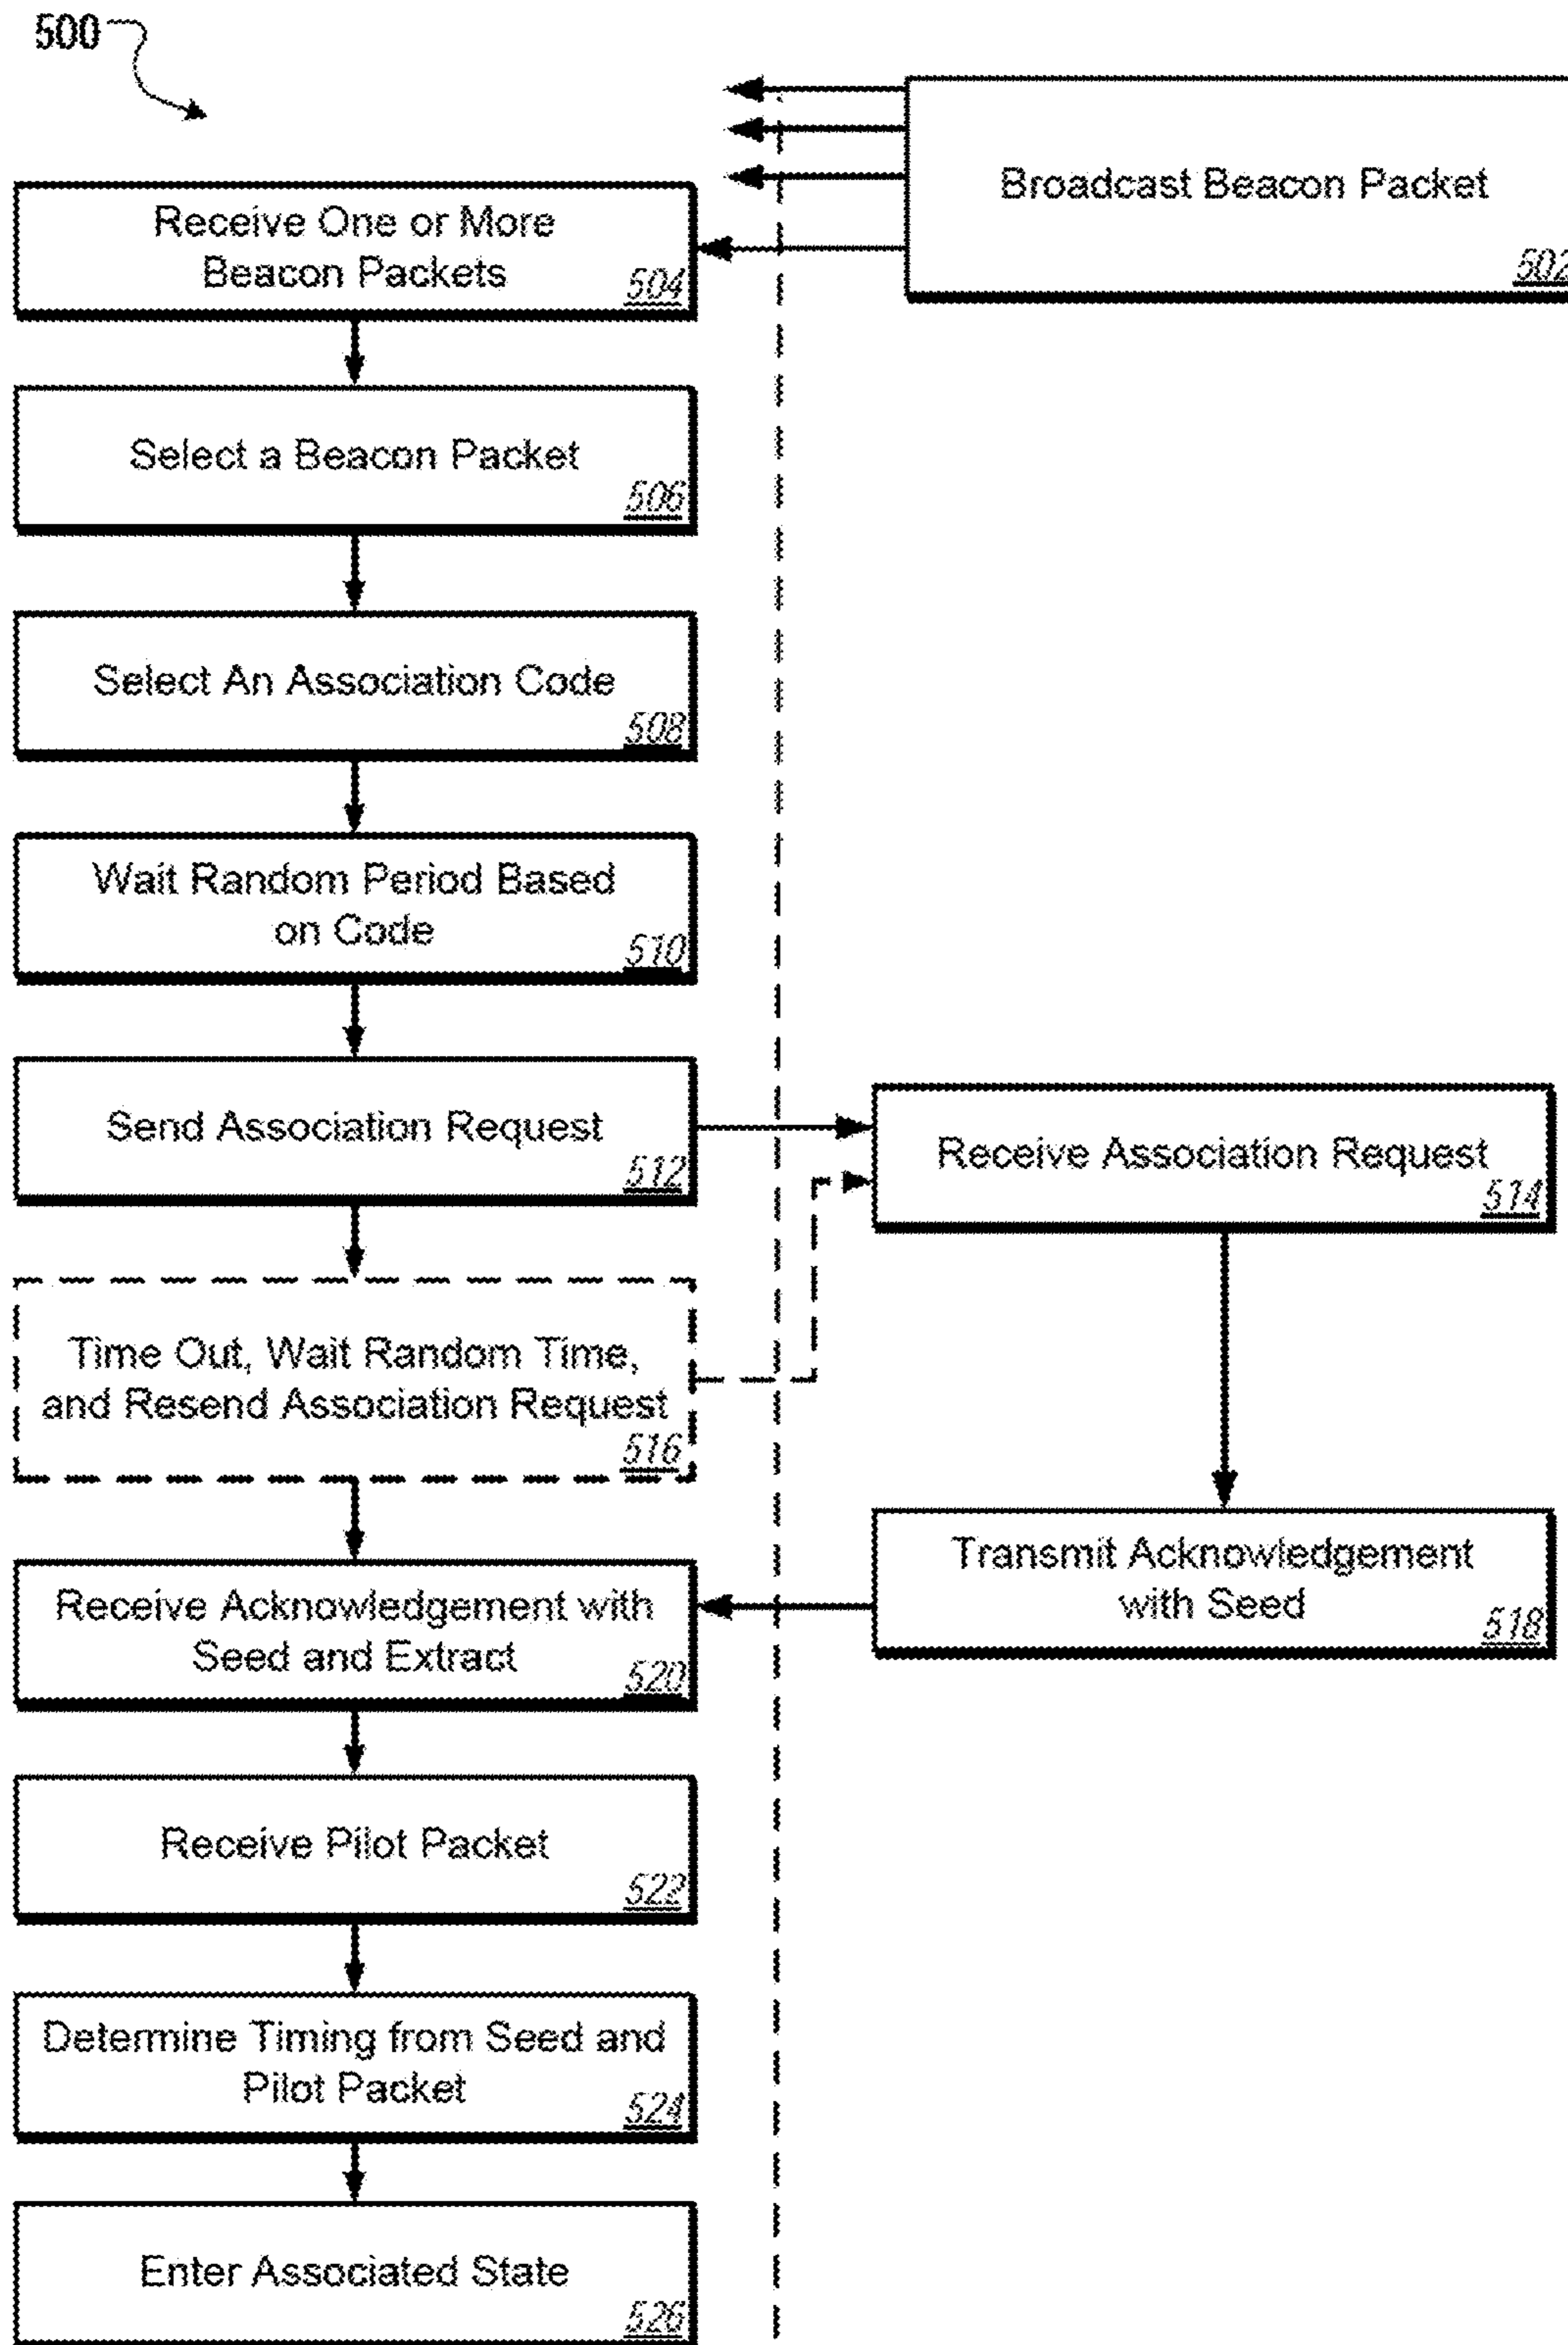 500
Broadcast Beacon Packet
502
Receive One or More
Beacon Packets
504
Select a Beacon Packet
506
Select An Association Code
508
Wait Random Period Based
on Code
510
Send Association Request
512
Receive Association Request
514
Time Out, Wait Random Time,
and Resend Association Request
516
Transmit Acknowledgement
with Seed
518
Receive Acknowledgement with
Seed and Extract
520
Receive Pilot Packet
522
Determine Timing from Seed and
Pilot Packet
524
Enter Associated State
526